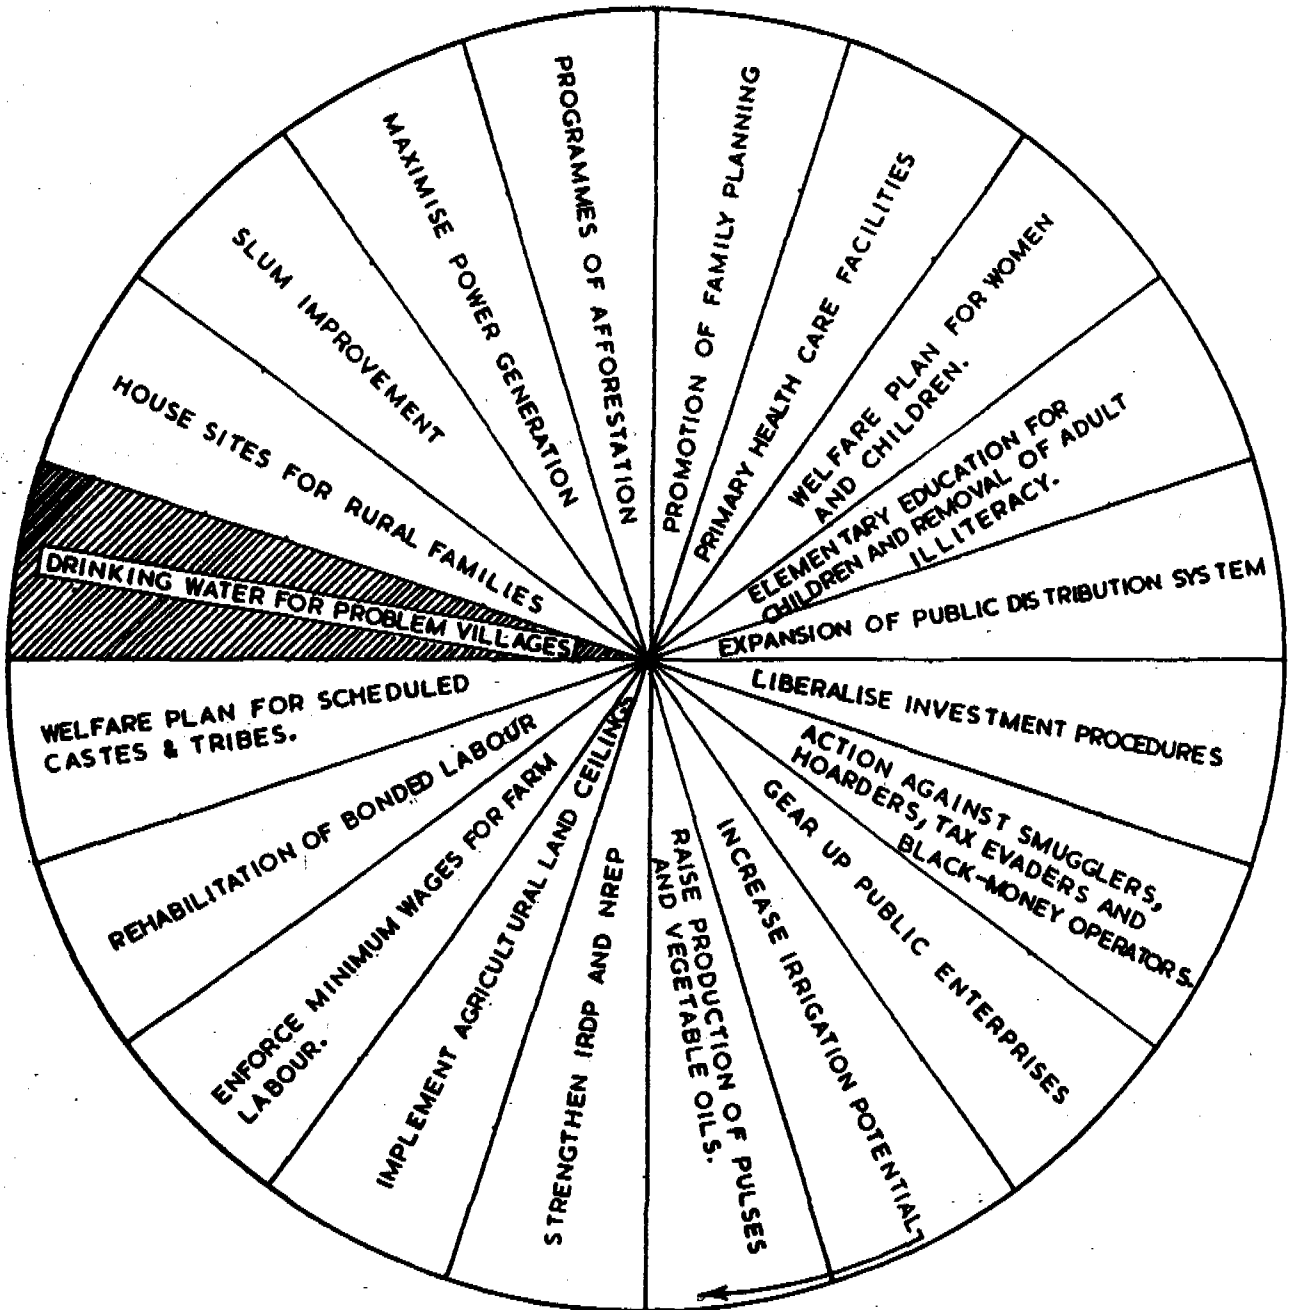 PROMOTION OF FAMILY PLANNING
PRIMARY HEALTH CARE FACILITIES
WELFARE PLAN FOR WOMEN
AND CHILDREN.
ELEMENTARY EDUCATION FOR
CHILDREN AND REMOVAL OF ADULT
ILLITERACY.
EXPANSION OF PUBLIC DISTRIBUTION SYSTEM
LIBERALISE INVESTMENT PROCEDURES
ACTION AGAINST SMUGGLERS,
HOARDERS, TAX EVADERS AND
BLACK-MONEY OPERATORS.
GEAR UP PUBLIC ENTERPRISES
INCREASE IRRIGATION POTENTIAL
RAISE PRODUCTION OF PULSES
AND VEGETABLE OILS.
STRENGTHEN IRDP AND NREP
IMPLEMENT AGRICULTURAL LAND CEILINGS
ENFORCE MINIMUM WAGES FOR FARM
LABOUR.
REHABILITATION OF BONDED LABOUR
WELFARE PLAN FOR SCHEDULED
CASTES & TRIBES.
DRINKING WATER FOR PROBLEM VILLAGES
HOUSE SITES FOR RURAL FAMILIES
SLUM IMPROVEMENT
MAXIMISE POWER GENERATION
PROGRAMMES OF AFFORESTATION